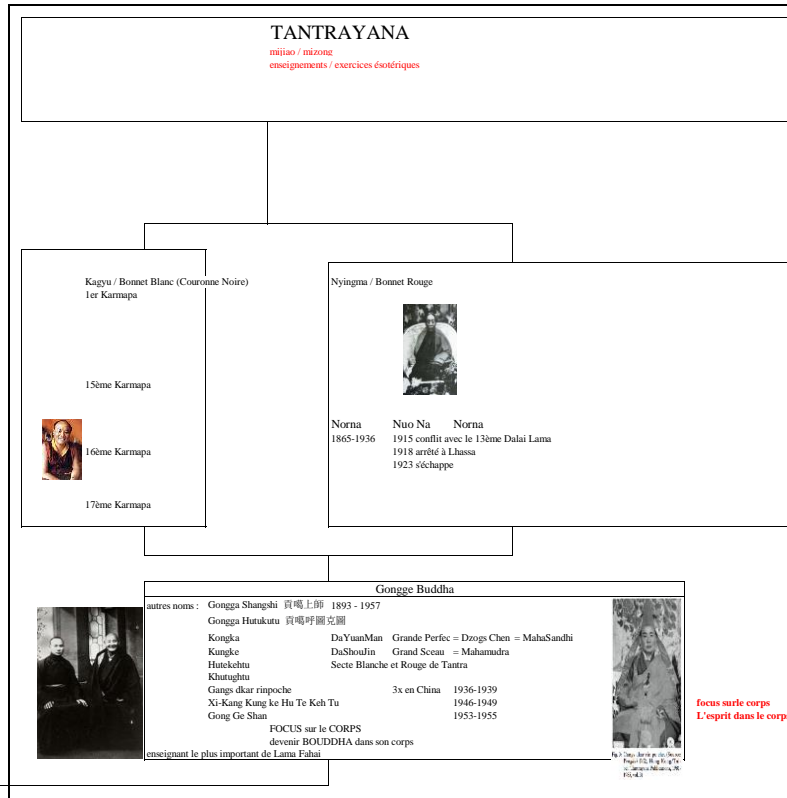 TANTRAYANA
mijiao / mizong
enseignements / exercices ésotériques
Kagyu / Bonnet Blanc (Couronne Noire)
1er Karmapa
15ème Karmapa
16ème Karmapa
17ème Karmapa
Nyingma / Bonnet Rouge
Norna Nuo Na Norna
1865-1936 1915 conflit avec le 13ème Dalai Lama
1918 arrêté à Lhassa
1923 s'échappe
Gongge Buddha
autres noms : Gongga Shangshi 貢噶上師 1893 - 1957
Gongga Hutukutu 貢噶呼圖克圖
Kongka DaYuanMan Grande Perfec = Dzogs Chen = MahaSandhi
Kungke DaShouJin Grand Sceau = Mahamudra
Hutekehtu Secte Blanche et Rouge de Tantra
Khutughtu
Gangs dkar rinpoche 3x en China 1936-1939
Xi-Kang Kung ke Hu Te Keh Tu 1946-1949
Gong Ge Shan 1953-1955
FOCUS sur le CORPS
devenir BOUDDHA dans son corps
enseignant le plus important de Lama Fahai
focus surle corps
L'esprit dans le corps